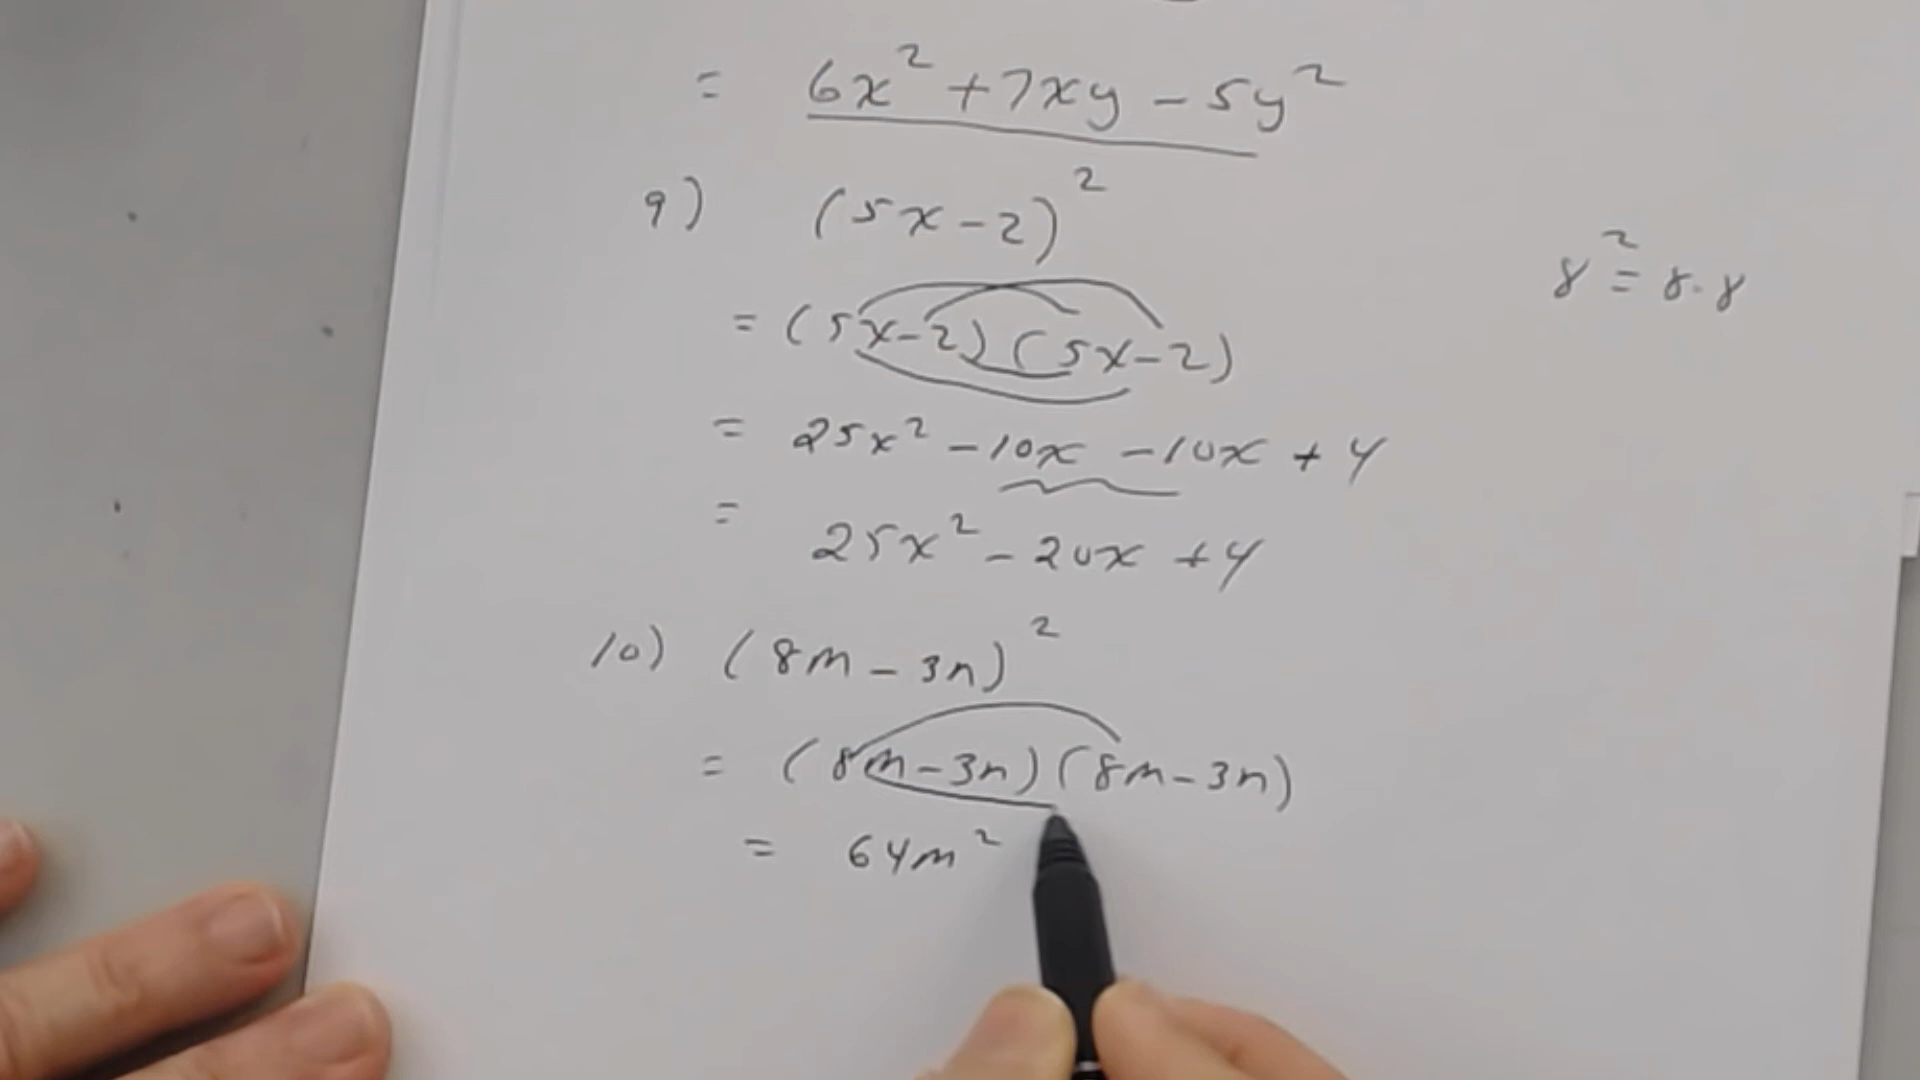 = 6x² + 7xy - 5y²
9) (5x - 2)²
8² = 8·8
= (5x - 2)(5x - 2)
= 25x² - 10x - 10x + 4
= 25x² - 20x + 4
10) (8m - 3n)²
= (8m - 3n)(8m - 3n)
= 64m²